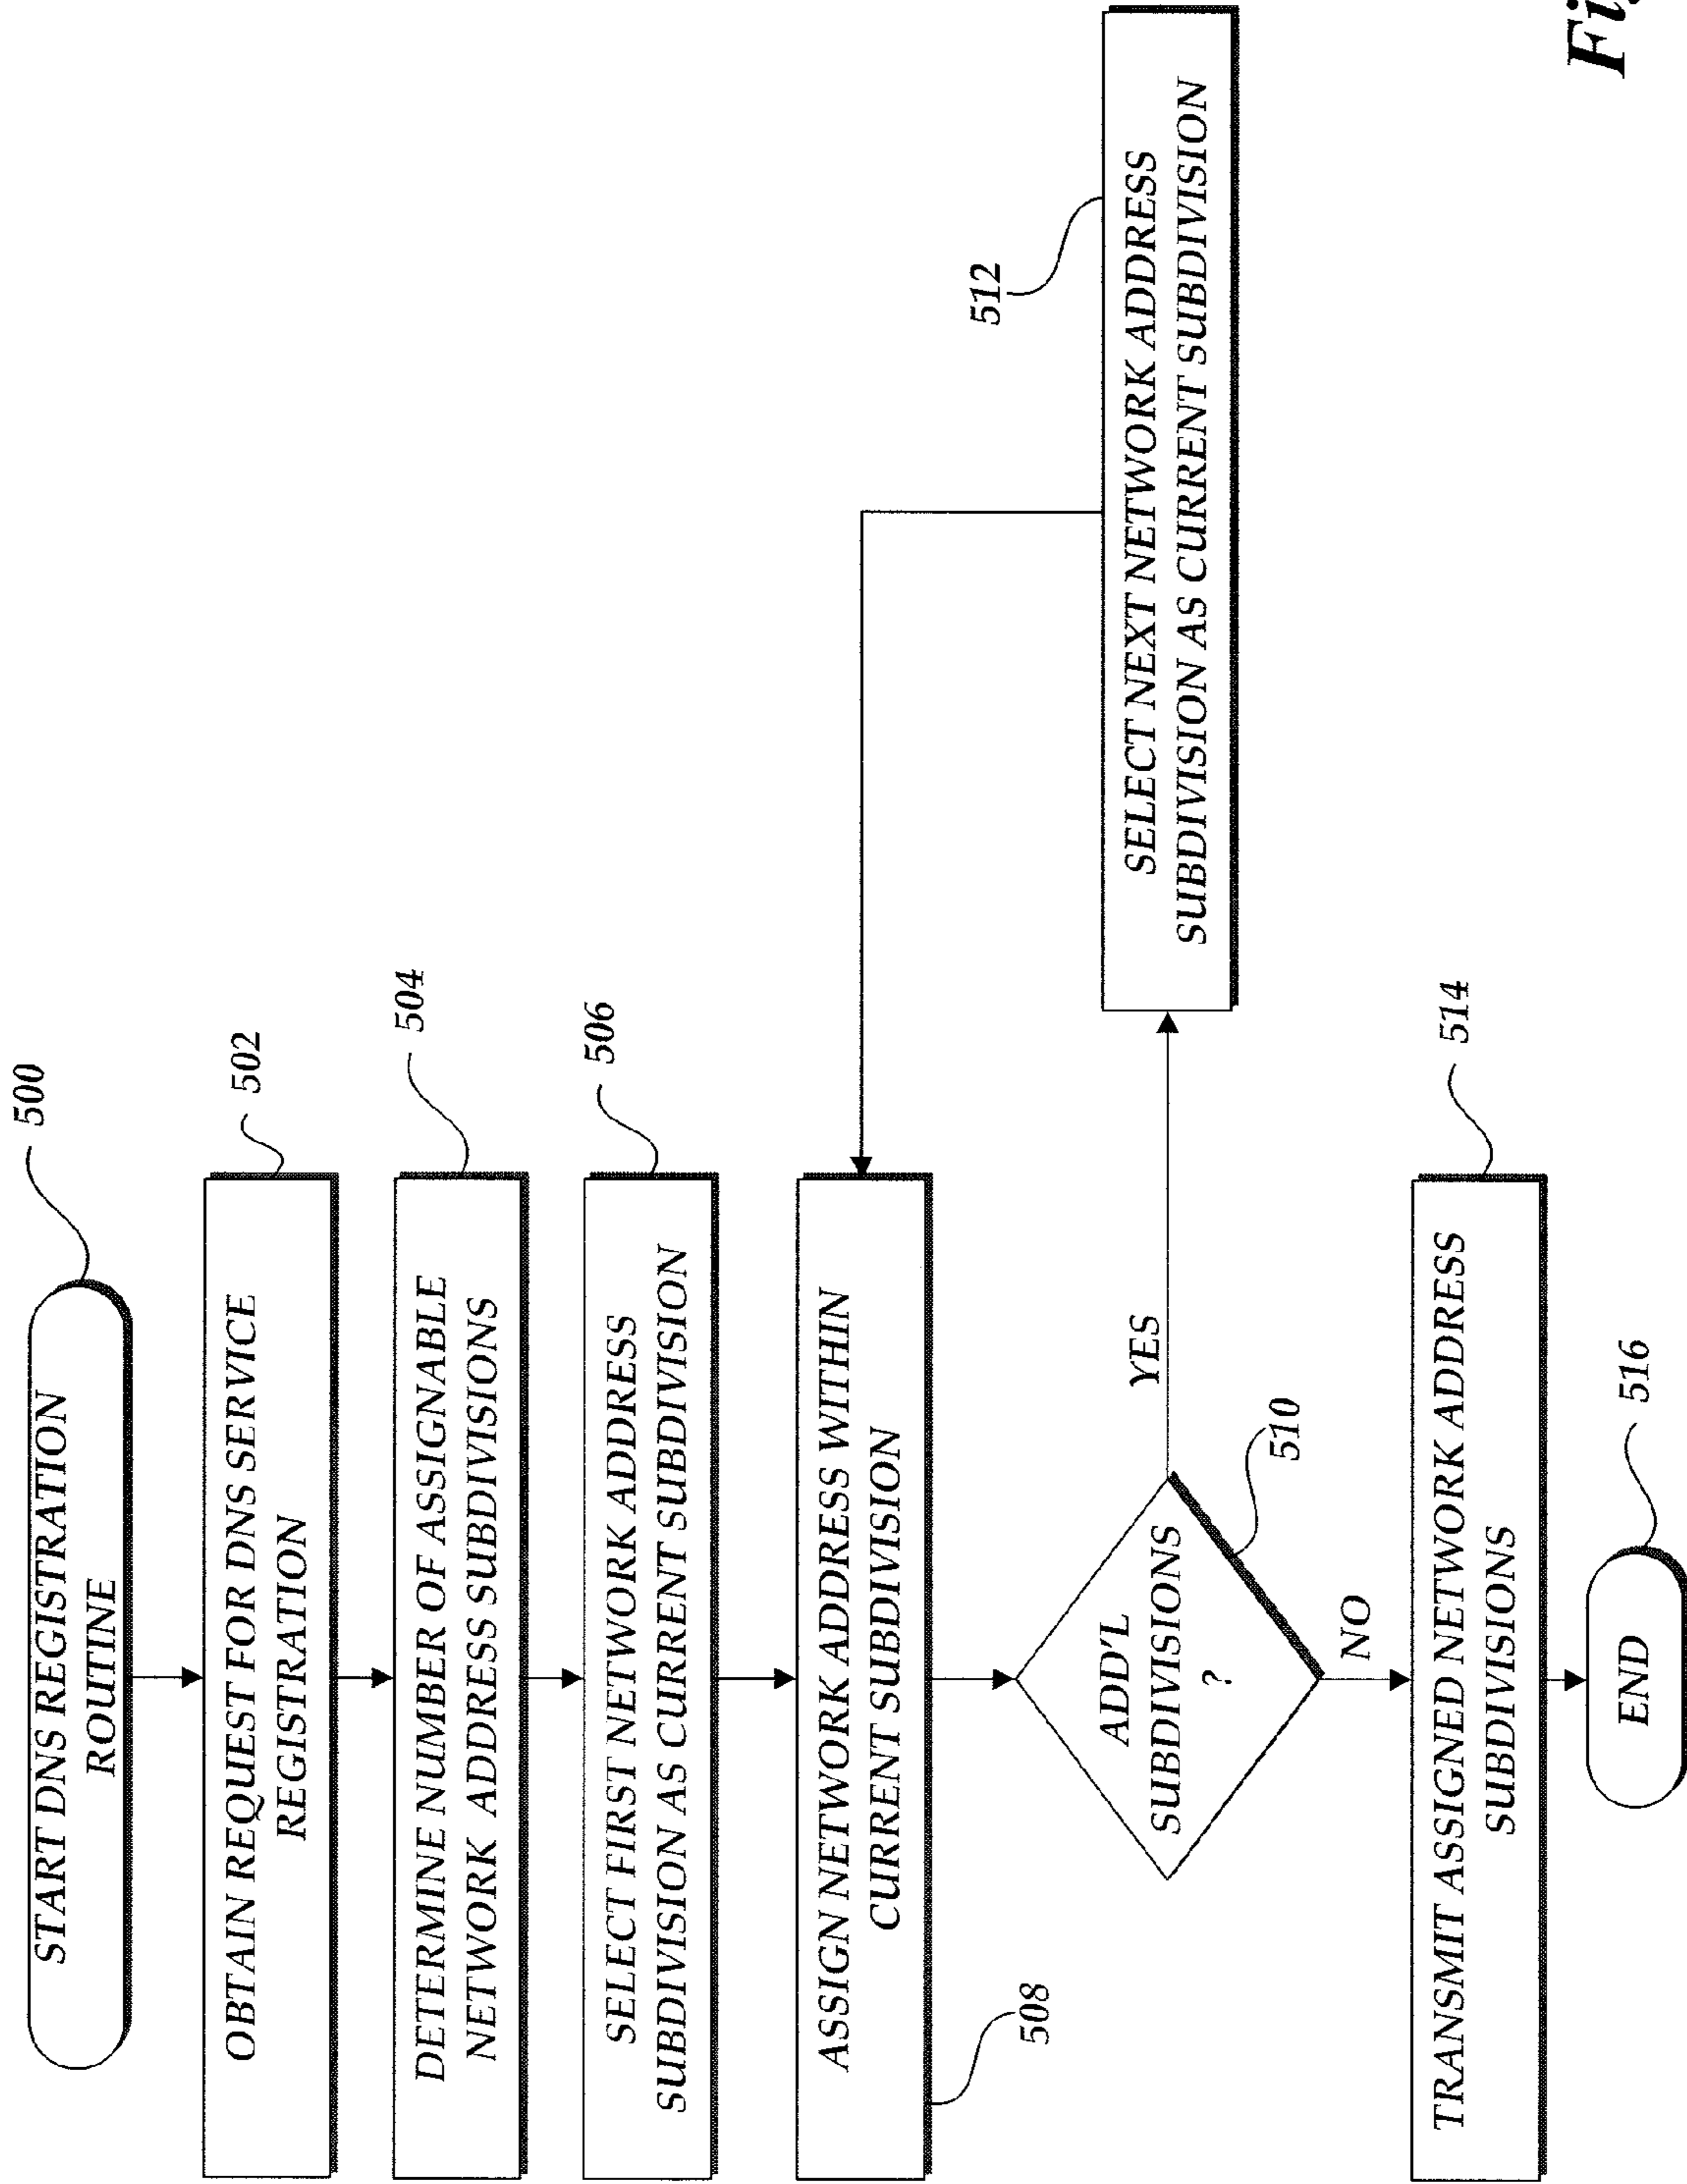 START DNS REGISTRATION
ROUTINE
500
OBTAIN REQUEST FOR DNS SERVICE
REGISTRATION
502
DETERMINE NUMBER OF ASSIGNABLE
NETWORK ADDRESS SUBDIVISIONS
504
SELECT FIRST NETWORK ADDRESS
SUBDIVISION AS CURRENT SUBDIVISION
506
ASSIGN NETWORK ADDRESS WITHIN
CURRENT SUBDIVISION
508
ADD'L
SUBDIVISIONS
?
510
YES
SELECT NEXT NETWORK ADDRESS
SUBDIVISION AS CURRENT SUBDIVISION
512
NO
TRANSMIT ASSIGNED NETWORK ADDRESS
SUBDIVISIONS
514
END
516